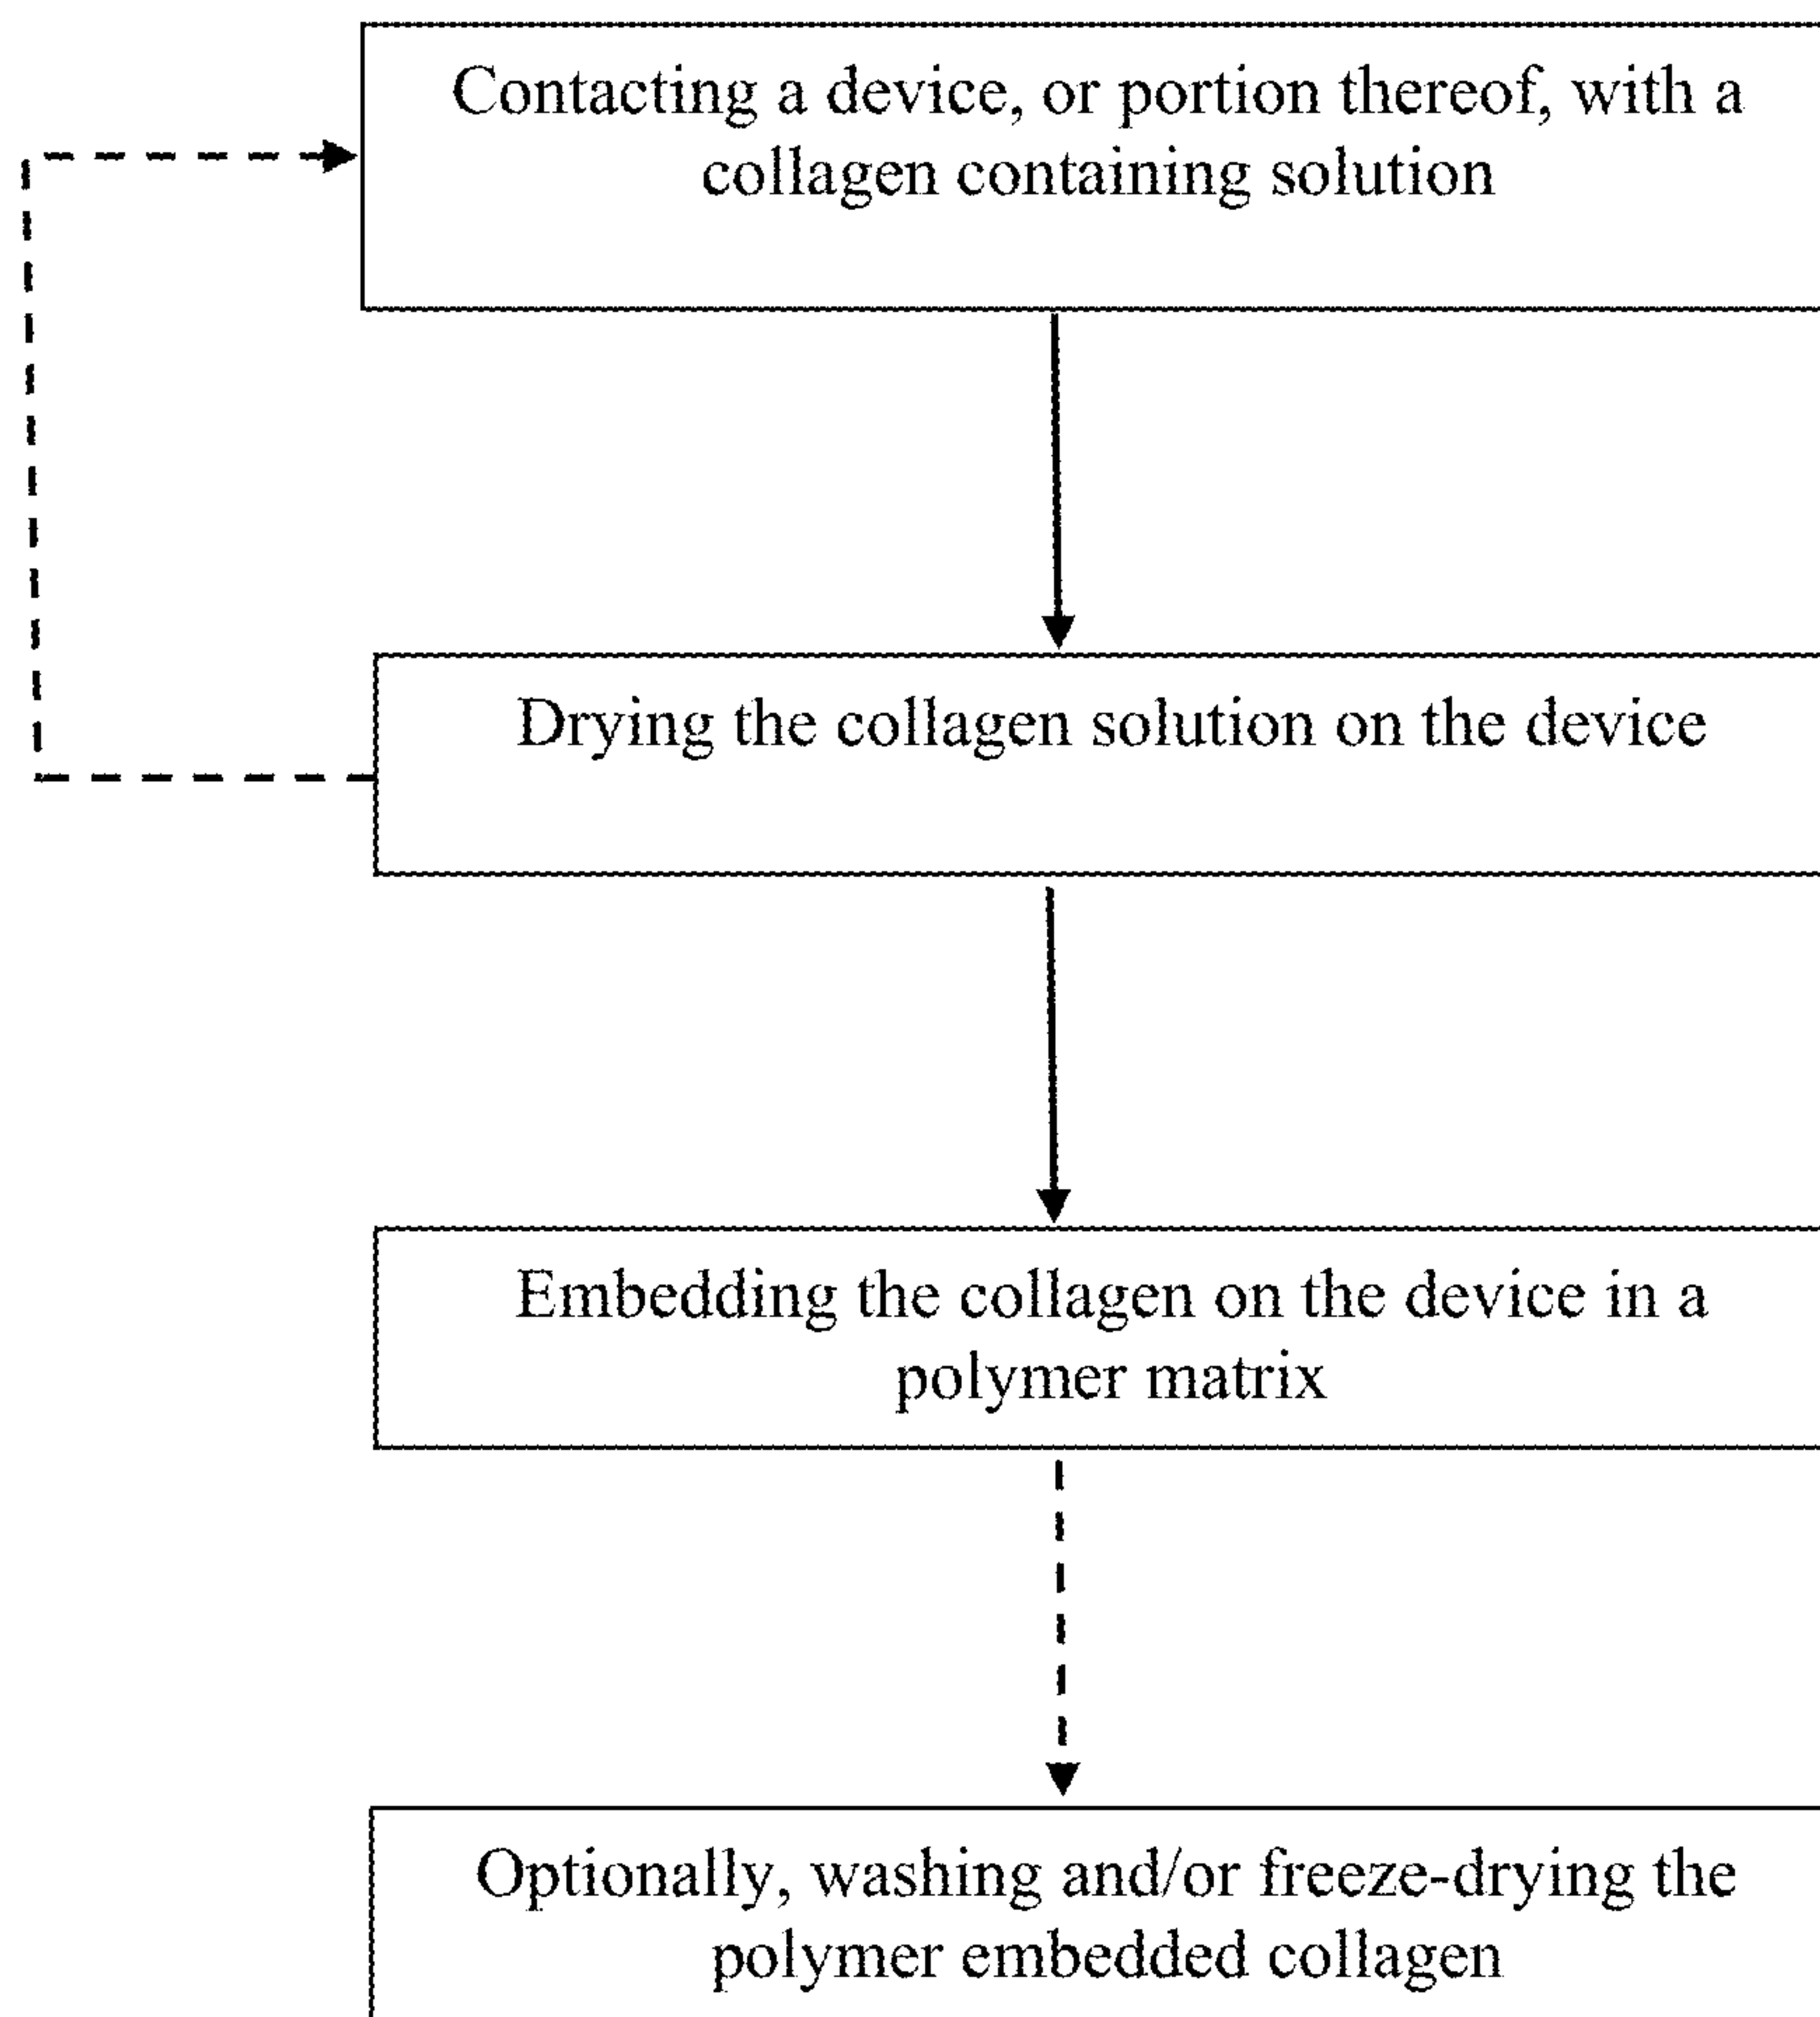 Contacting a device, or portion thereof, with a
collagen containing solution
Drying the collagen solution on the device
Embedding the collagen on the device in a
polymer matrix
Optionally, washing and/or freeze-drying the
polymer embedded collagen